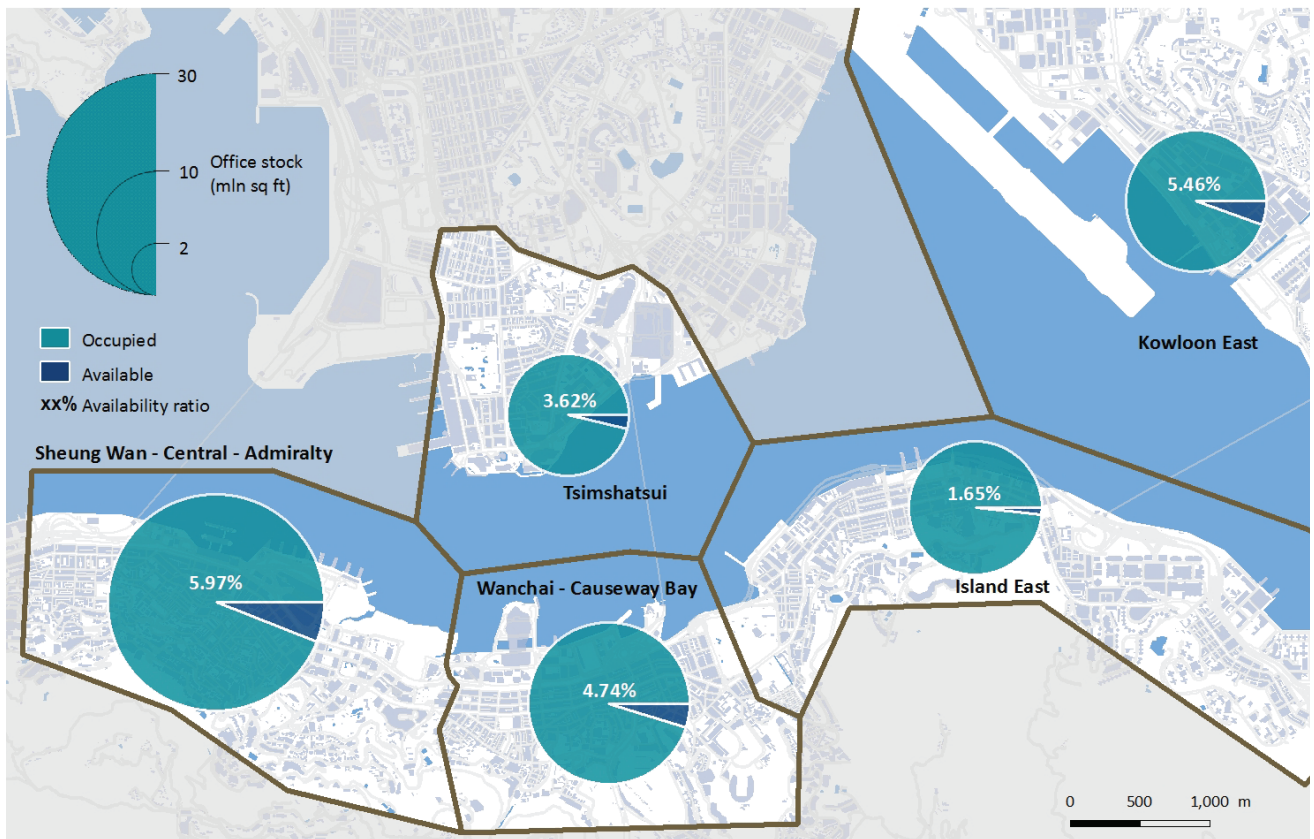 30
10
Office stock
(mln sq ft)
2
Occupied
Available
xx% Availability ratio
5.46%
Kowloon East
3.62%
Tsimshatsui
Sheung Wan - Central - Admiralty
5.97%
1.65%
Island East
Wanchai - Causeway Bay
4.74%
0 500 1,000 m